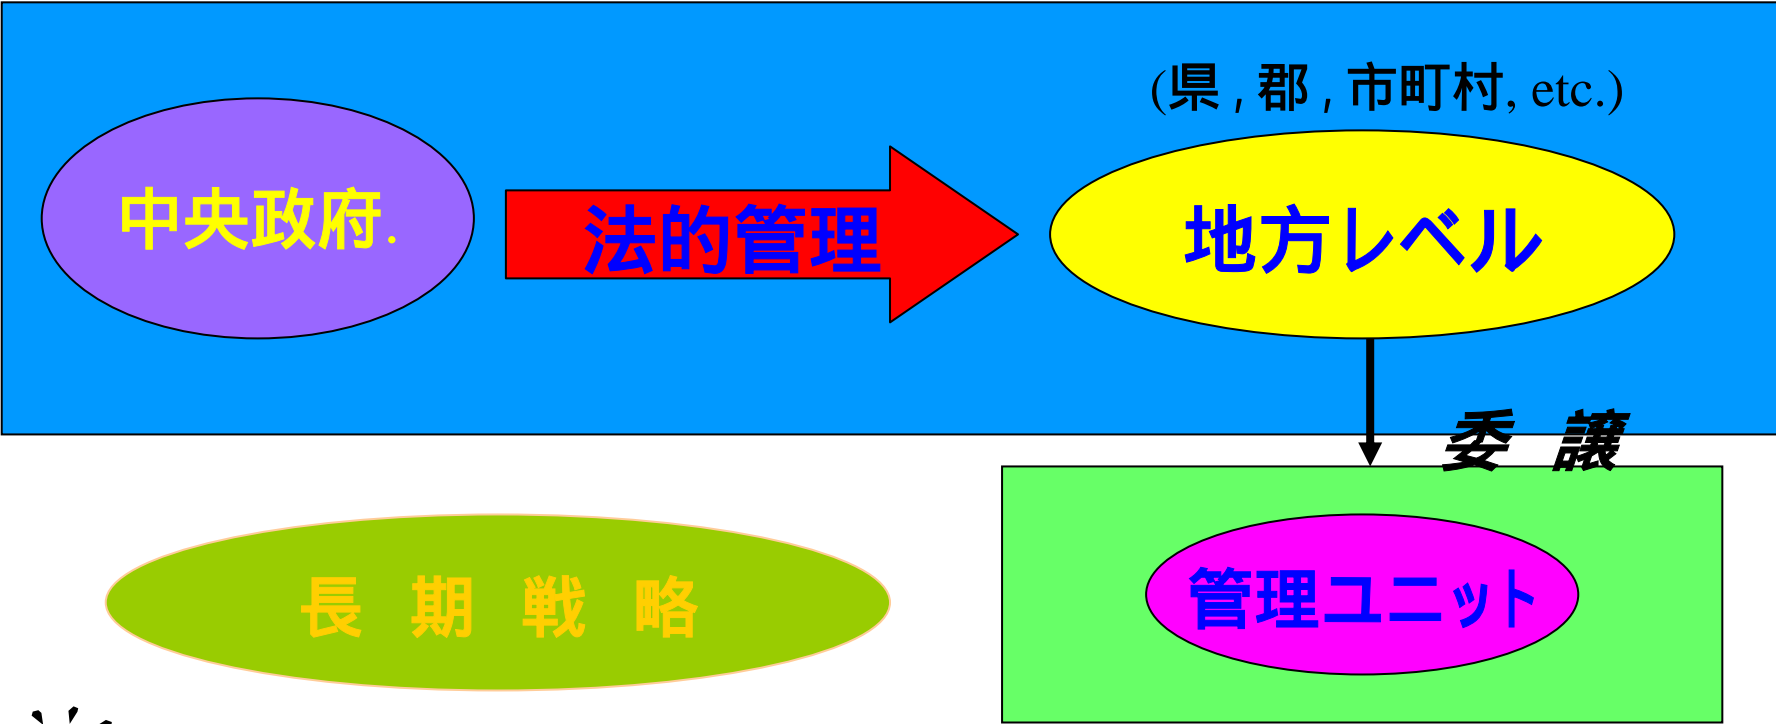 (県 , 郡 , 市町村, etc.)
中央政府.
法的管理
地方レベル
委 譲
長 期 戦 略
管理ユニット